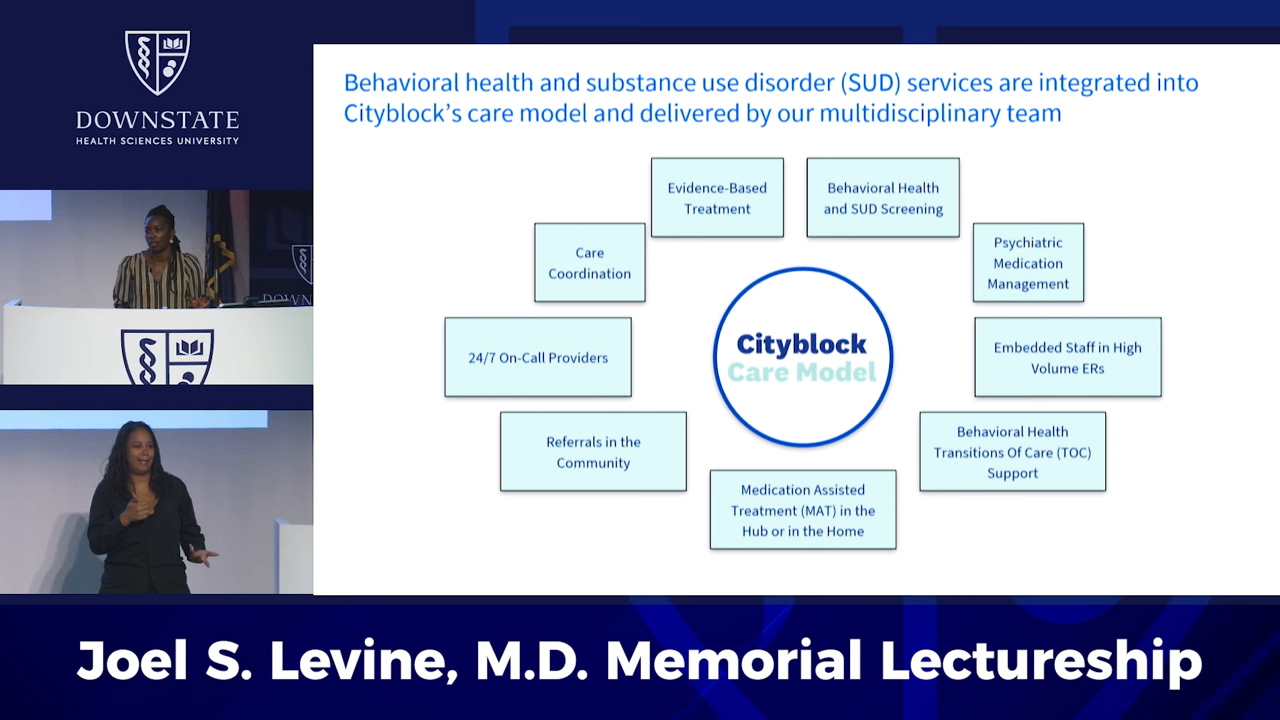 DOWNSTATE
HEALTH SCIENCES UNIVERSITY
DOWN
Behavioral health and substance use disorder (SUD) services are integrated into
Cityblock’s care model and delivered by our multidisciplinary team
Evidence-Based
Treatment
Behavioral Health
and SUD Screening
Care
Coordination
Psychiatric
Medication
Management
24/7 On-Call Providers
Cityblock
Care Model
Embedded Staff in High
Volume ERs
Referrals in the
Community
Behavioral Health
Transitions Of Care (TOC)
Support
Medication Assisted
Treatment (MAT) in the
Hub or in the Home
Joel S. Levine, M.D. Memorial Lectureship